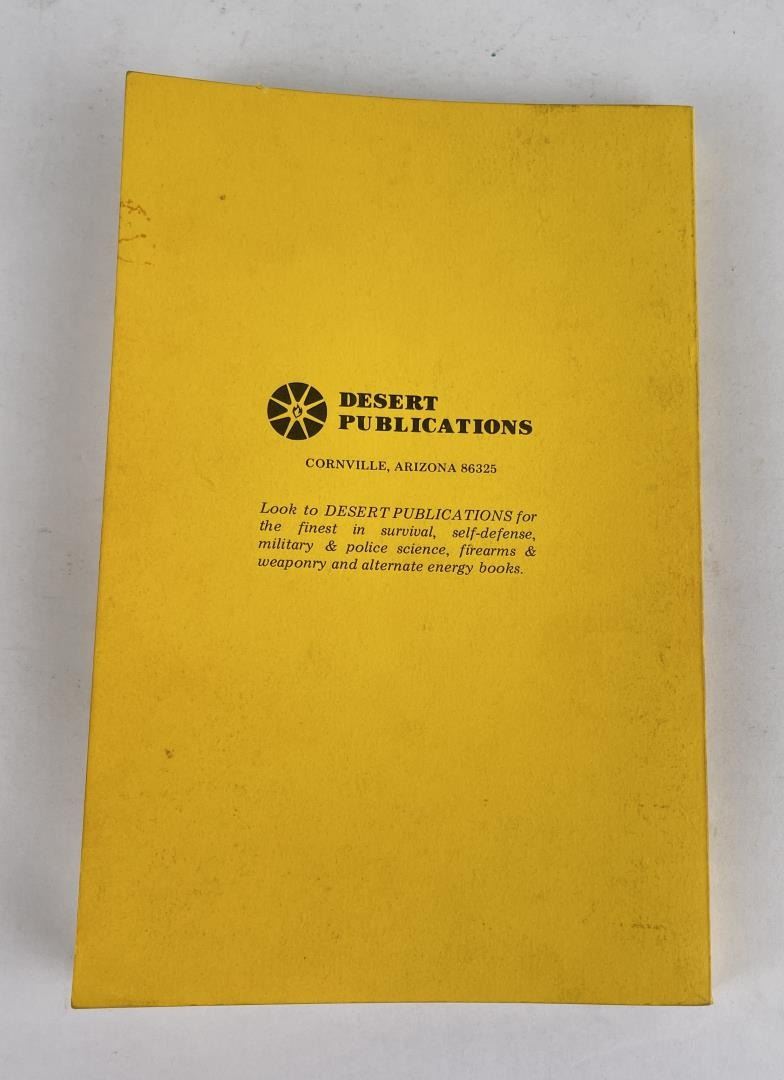 DESERT
PUBLICATIONS
CORNVILLE, ARIZONA 86325
Look to DESERT PUBLICATIONS for
the finest in survival, self-defense,
military & police science, firearms &
weaponry and alternate energy books.